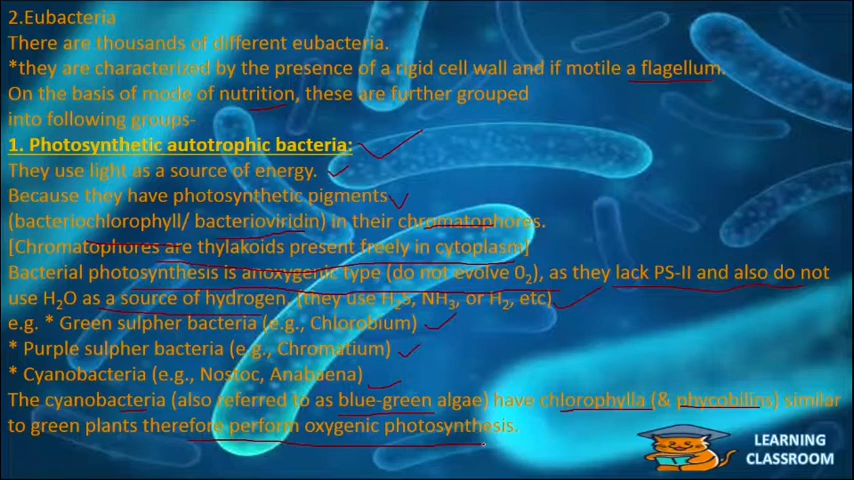 2.Eubacteria
There are thousands of different eubacteria.
*they are characterized by the presence of a rigid cell wall and if motile a flagellum.
On the basis of mode of nutrition, these are further grouped
into following groups-
1. Photosynthetic autotrophic bacteria:
They use light as a source of energy.
Because they have photosynthetic pigments
(bacteriochlorophyll/ bacterioviridin) in their chromatophores.
[Chromatophores are thylakoids present freely in cytoplasm]
Bacterial photosynthesis is anoxygenic type (do not evolve 0₂), as they lack PS-II and also do not
use H₂O as a source of hydrogen. [they use H₂S, NH₃, or H₂, etc)
e.g. * Green sulpher bacteria (e.g., Chlorobium)
* Purple sulpher bacteria (e.g., Chromatium)
* Cyanobacteria (e.g., Nostoc, Anabaena)
The cyanobacteria (also referred to as blue-green algae) have chlorophylla (& phycobilins) similar
to green plants therefore perform oxygenic photosynthesis.
LEARNING
CLASSROOM